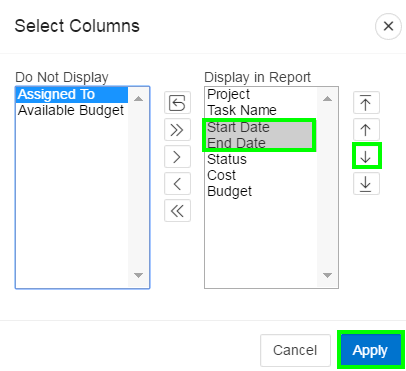 Select Columns
Do Not Display
Assigned To
Available Budget
Display in Report
Project
Task Name
Start Date
End Date
Status
Cost
Budget
Cancel
Apply